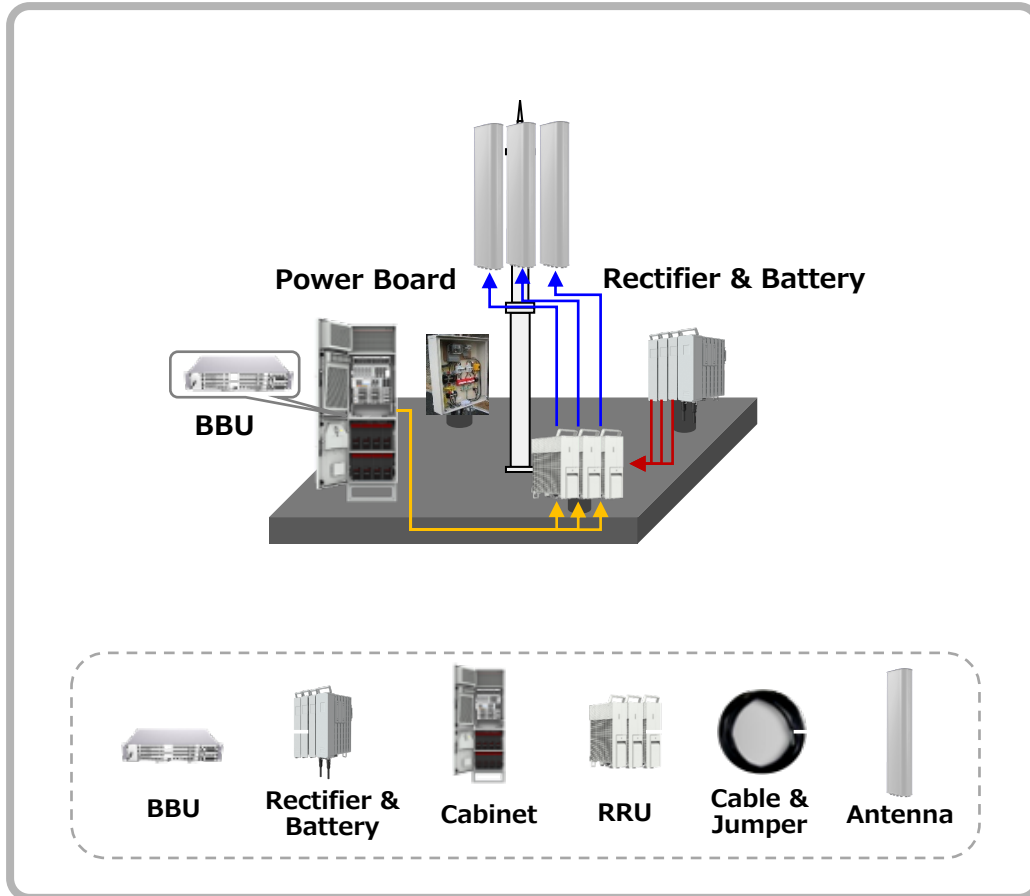 Power Board
Rectifier & Battery
BBU
BBU
Rectifier &
Battery
Cabinet
RRU
Cable &
Jumper
Antenna